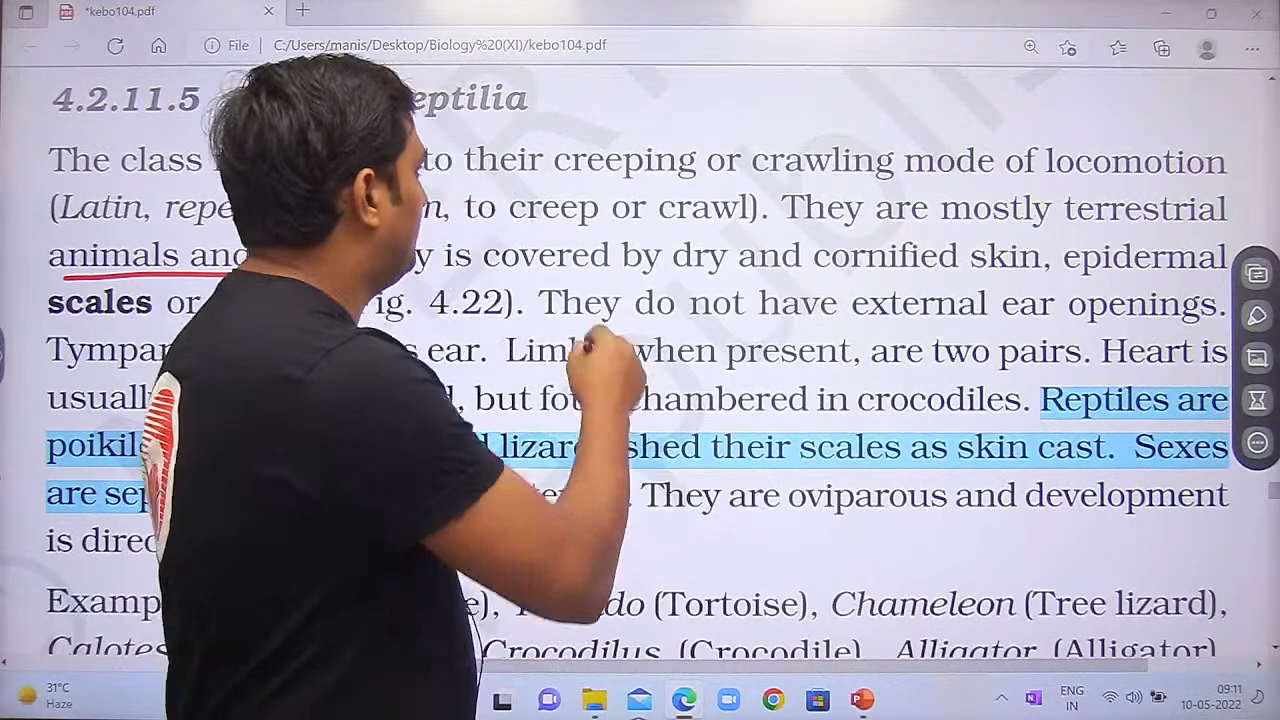 *kebo104.pdf
File C:/Users/manis/Desktop/Biology%20(XI)/kebo104.pdf
4.2.11.5 eptilia
The class to their creeping or crawling mode of locomotion
(Latin, repe m, to creep or crawl). They are mostly terrestrial
animals and y is covered by dry and cornified skin, epidermal
scales or ig. 4.22). They do not have external ear openings.
Tympan s ear. Limb when present, are two pairs. Heart is
usuall d, but fou chambered in crocodiles. Reptiles are
poikil d lizard shed their scales as skin cast. Sexes
are sep They are oviparous and development
is direc
Examp e), do (Tortoise), Chameleon (Tree lizard),
Calotes Crocodilus (Crocodile), Alligator (Alligator)
31°C
Haze
ENG
IN
09:11
10-05-2022